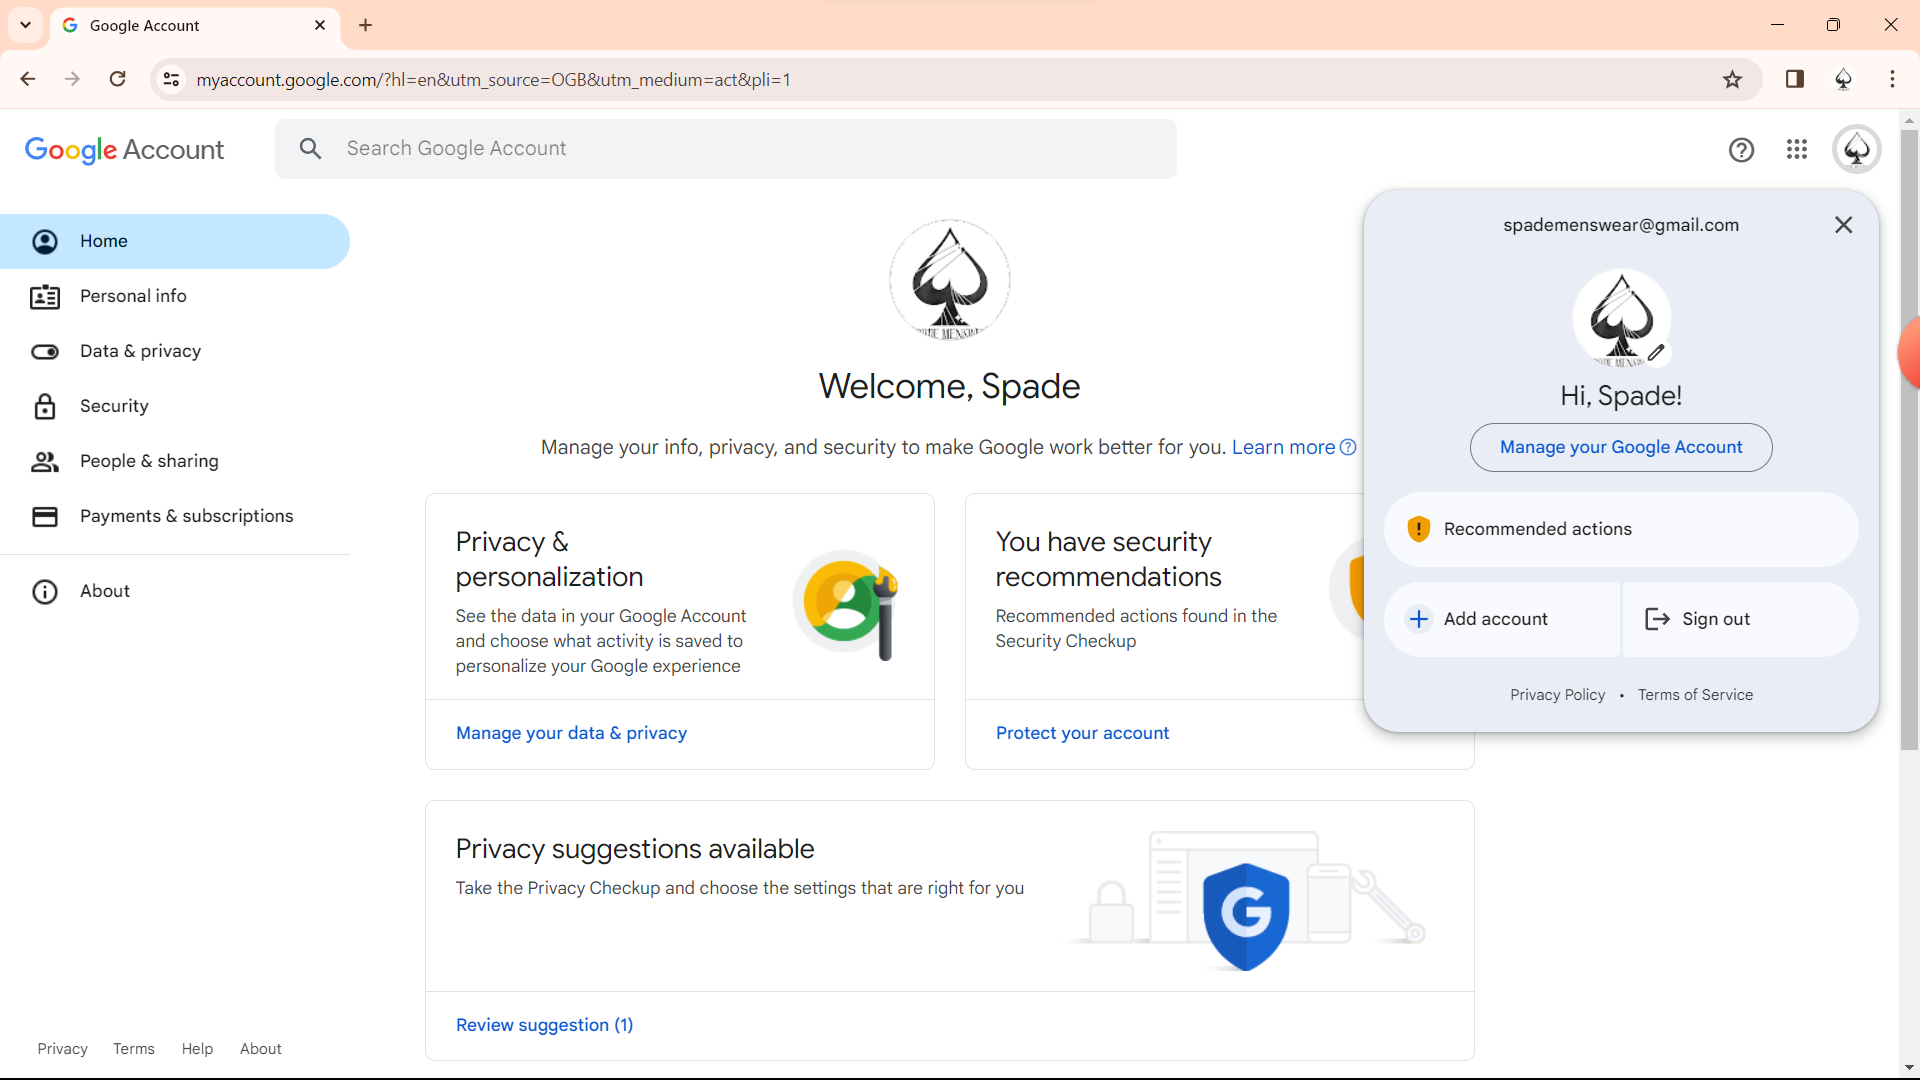 Google Account
myaccount.google.com/?hl=en&utm_source=OGB&utm_medium=act&pli=1
Google Account
Search Google Account
Home
Personal info
Data & privacy
Security
People & sharing
Payments & subscriptions
About
Welcome, Spade
Manage your info, privacy, and security to make Google work better for you. Learn more
Privacy &
personalization
See the data in your Google Account
and choose what activity is saved to
personalize your Google experience
Manage your data & privacy
You have security
recommendations
Recommended actions found in the
Security Checkup
Protect your account
spademenswear@gmail.com
Hi, Spade!
Manage your Google Account
Recommended actions
Add account
Sign out
Privacy Policy • Terms of Service
Privacy suggestions available
Take the Privacy Checkup and choose the settings that are right for you
G
Review suggestion (1)
Privacy Terms Help About